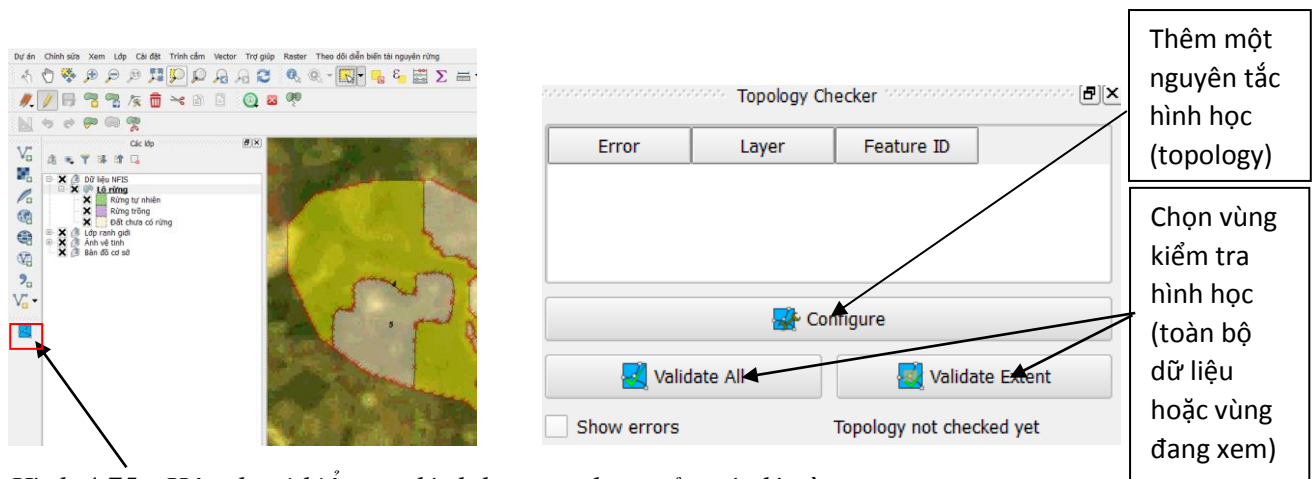 Dự án Chỉnh sửa Xem Lớp Cài đặt Trình cắm Vector Trợ giúp Raster Theo dõi diễn biến tài nguyên rừng
Các lớp
Dữ liệu NFIS
Lô rừng
Rừng tự nhiên
Rừng trồng
Đất chưa có rừng
Lớp ranh giới
Ảnh vệ tinh
Bản đồ cơ sở
4
5
Topology Checker
Error Layer Feature ID
Configure
Validate All Validate Extent
Show errors Topology not checked yet
Thêm một
nguyên tắc
hình học
(topology)
Chọn vùng
kiểm tra
hình học
(toàn bộ
dữ liệu
hoặc vùng
đang xem)